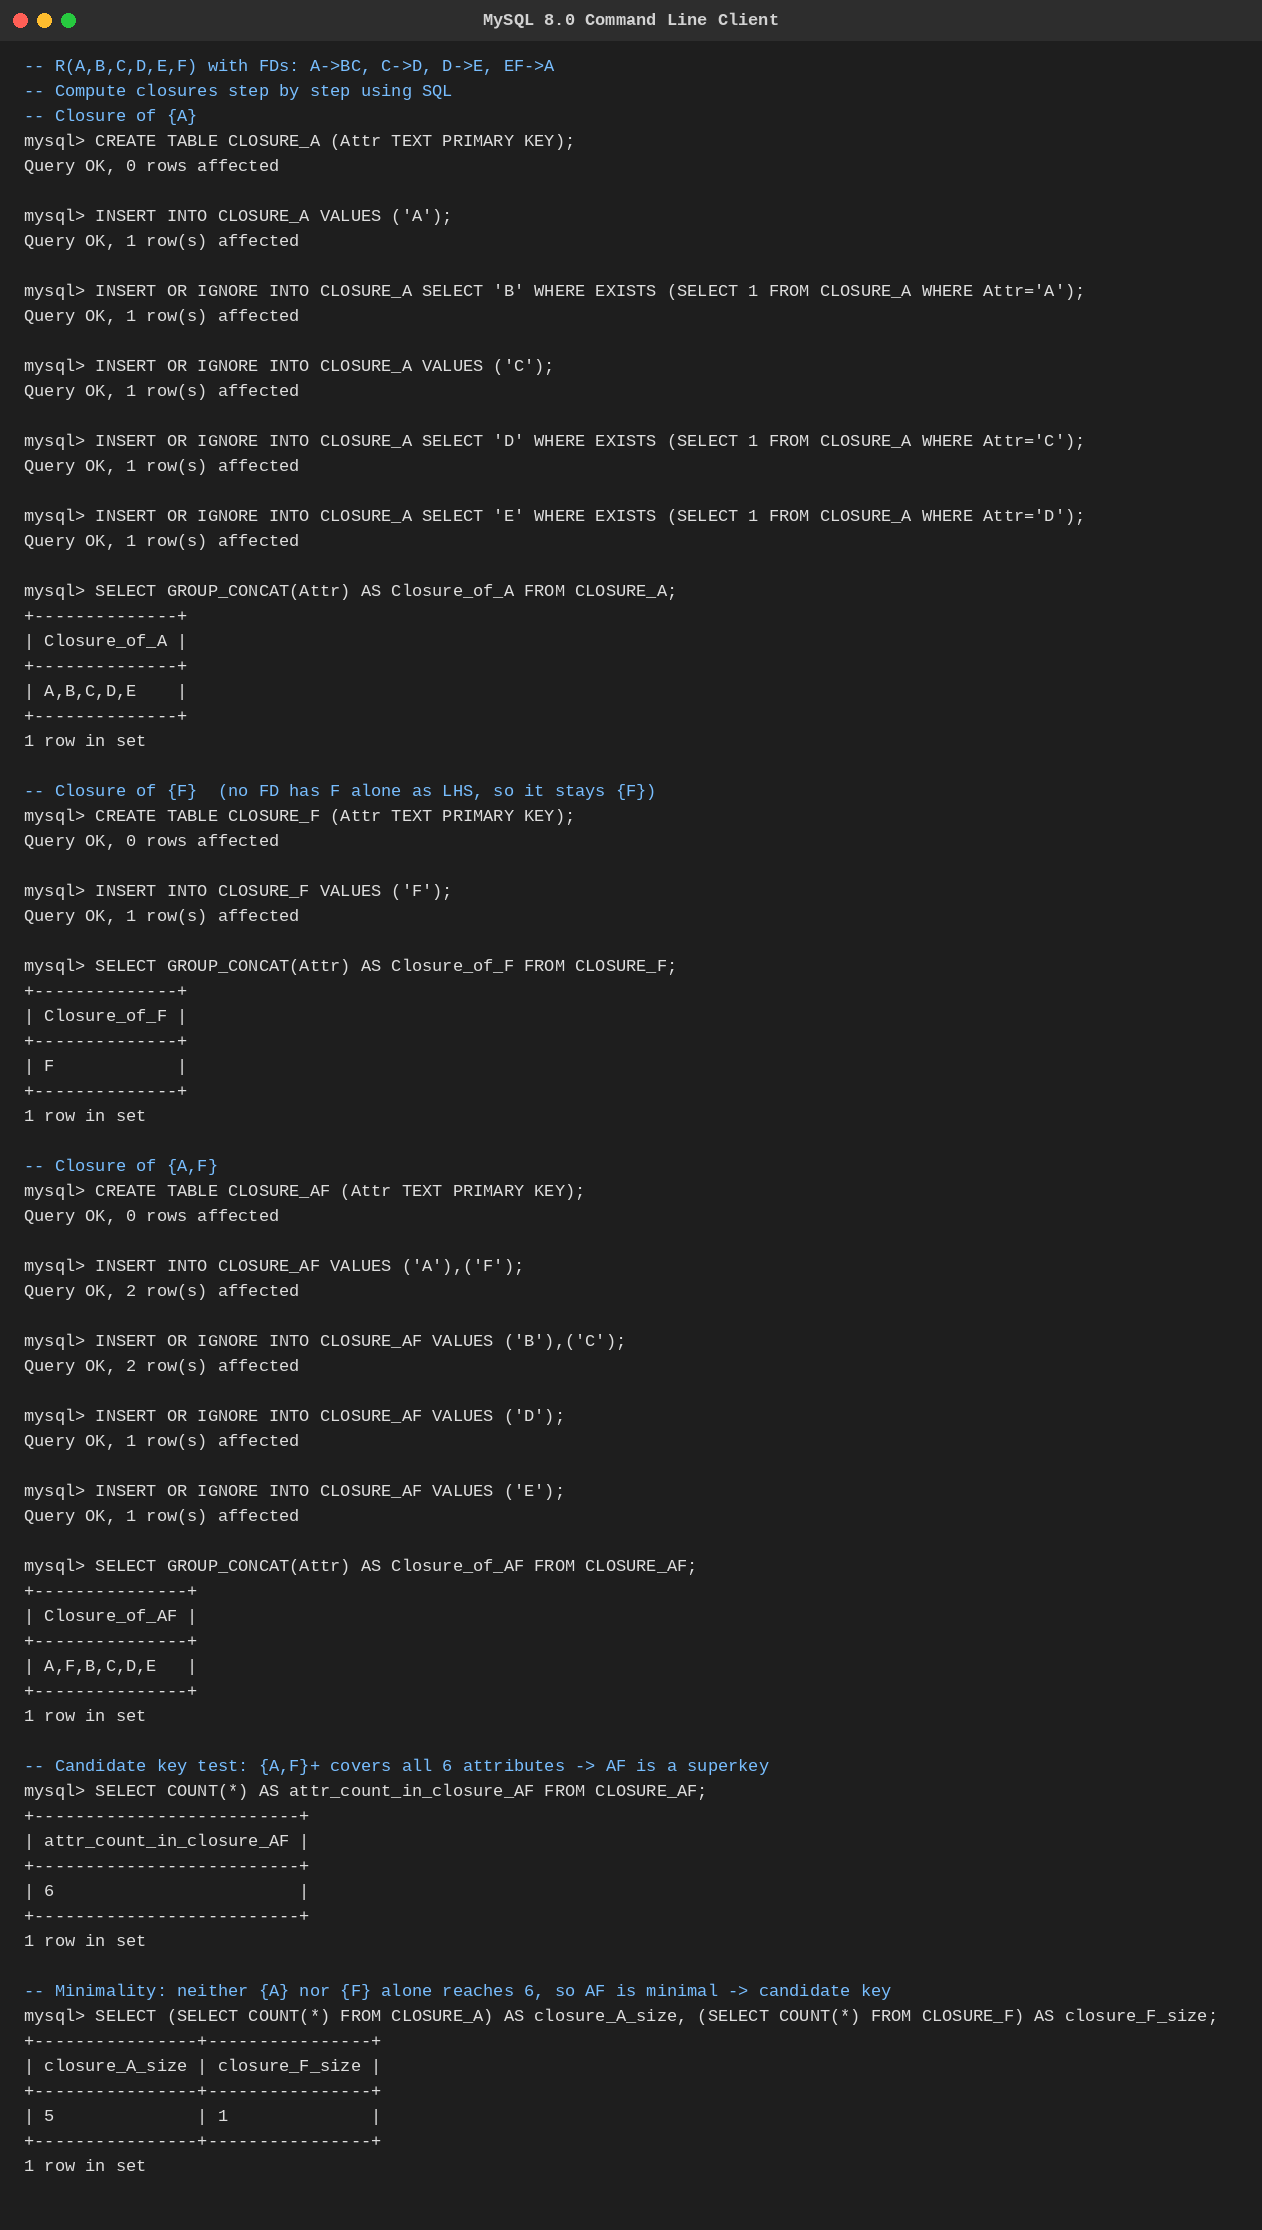 MySQL 8.0 Command Line Client
-- R(A,B,C,D,E,F) with FDs: A->BC, C->D, D->E, EF->A
-- Compute closures step by step using SQL
-- Closure of {A}
mysql> CREATE TABLE CLOSURE_A (Attr TEXT PRIMARY KEY);
Query OK, 0 rows affected

mysql> INSERT INTO CLOSURE_A VALUES ('A');
Query OK, 1 row(s) affected

mysql> INSERT OR IGNORE INTO CLOSURE_A SELECT 'B' WHERE EXISTS (SELECT 1 FROM CLOSURE_A WHERE Attr='A');
Query OK, 1 row(s) affected

mysql> INSERT OR IGNORE INTO CLOSURE_A VALUES ('C');
Query OK, 1 row(s) affected

mysql> INSERT OR IGNORE INTO CLOSURE_A SELECT 'D' WHERE EXISTS (SELECT 1 FROM CLOSURE_A WHERE Attr='C');
Query OK, 1 row(s) affected

mysql> INSERT OR IGNORE INTO CLOSURE_A SELECT 'E' WHERE EXISTS (SELECT 1 FROM CLOSURE_A WHERE Attr='D');
Query OK, 1 row(s) affected

mysql> SELECT GROUP_CONCAT(Attr) AS Closure_of_A FROM CLOSURE_A;
+--------------+
| Closure_of_A |
+--------------+
| A,B,C,D,E    |
+--------------+
1 row in set

-- Closure of {F}  (no FD has F alone as LHS, so it stays {F})
mysql> CREATE TABLE CLOSURE_F (Attr TEXT PRIMARY KEY);
Query OK, 0 rows affected

mysql> INSERT INTO CLOSURE_F VALUES ('F');
Query OK, 1 row(s) affected

mysql> SELECT GROUP_CONCAT(Attr) AS Closure_of_F FROM CLOSURE_F;
+--------------+
| Closure_of_F |
+--------------+
| F            |
+--------------+
1 row in set

-- Closure of {A,F}
mysql> CREATE TABLE CLOSURE_AF (Attr TEXT PRIMARY KEY);
Query OK, 0 rows affected

mysql> INSERT INTO CLOSURE_AF VALUES ('A'),('F');
Query OK, 2 row(s) affected

mysql> INSERT OR IGNORE INTO CLOSURE_AF VALUES ('B'),('C');
Query OK, 2 row(s) affected

mysql> INSERT OR IGNORE INTO CLOSURE_AF VALUES ('D');
Query OK, 1 row(s) affected

mysql> INSERT OR IGNORE INTO CLOSURE_AF VALUES ('E');
Query OK, 1 row(s) affected

mysql> SELECT GROUP_CONCAT(Attr) AS Closure_of_AF FROM CLOSURE_AF;
+---------------+
| Closure_of_AF |
+---------------+
| A,F,B,C,D,E   |
+---------------+
1 row in set

-- Candidate key test: {A,F}+ covers all 6 attributes -> AF is a superkey
mysql> SELECT COUNT(*) AS attr_count_in_closure_AF FROM CLOSURE_AF;
+--------------------------+
| attr_count_in_closure_AF |
+--------------------------+
| 6                        |
+--------------------------+
1 row in set

-- Minimality: neither {A} nor {F} alone reaches 6, so AF is minimal -> candidate key
mysql> SELECT (SELECT COUNT(*) FROM CLOSURE_A) AS closure_A_size, (SELECT COUNT(*) FROM CLOSURE_F) AS closure_F_size;
+----------------+----------------+
| closure_A_size | closure_F_size |
+----------------+----------------+
| 5              | 1              |
+----------------+----------------+
1 row in set